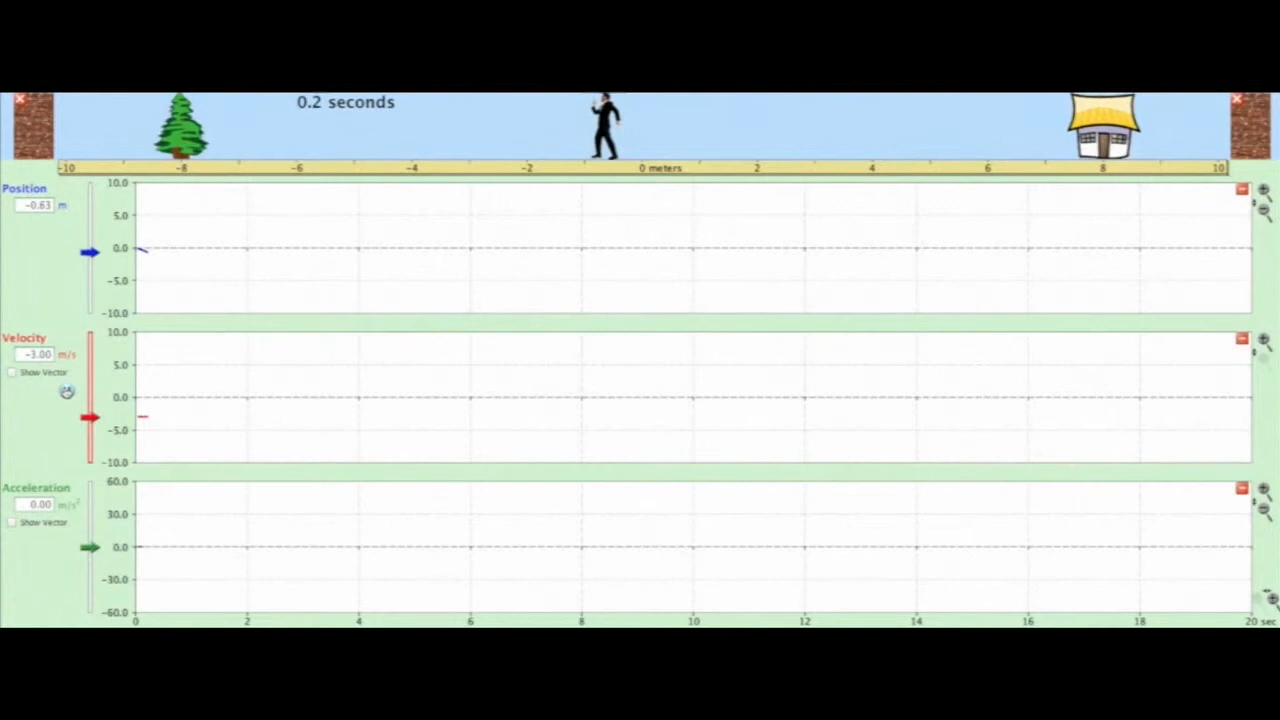 0.2 seconds
-10 -8 -6 -4 -2 0 meters 2 4 6 8 10
Position
-0.63 m
10.0
5.0
0.0
-5.0
-10.0
Velocity
-3.00 m/s
Show Vector
10.0
5.0
0.0
-5.0
-10.0
Acceleration
0.00 m/s²
Show Vector
60.0
30.0
0.0
-30.0
-60.0
0 2 4 6 8 10 12 14 16 18 20 sec